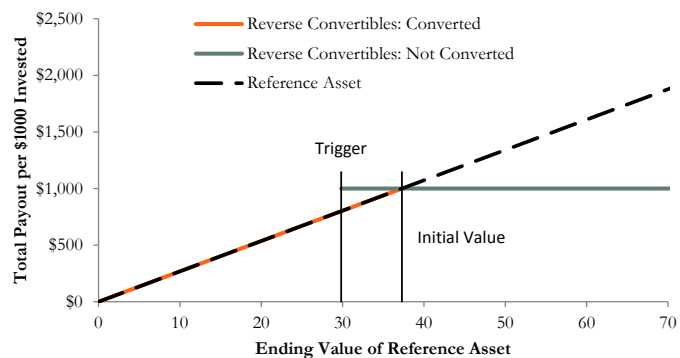 $2,500
$2,000
$1,500
$1,000
$500
$0
Total Payout per $1000 Invested
Reverse Convertibles: Converted
Reverse Convertibles: Not Converted
Reference Asset
Trigger
Initial Value
0 10 20 30 40 50 60 70
Ending Value of Reference Asset